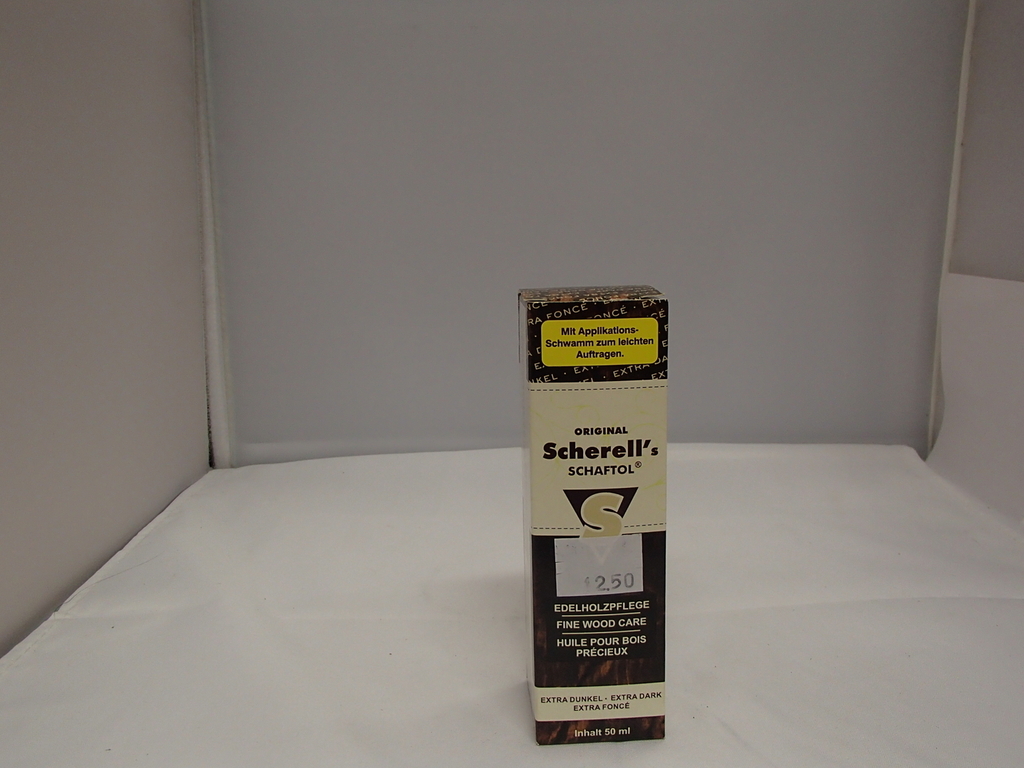 Mit Applikations-
Schwamm zum leichten
Auftragen.
ORIGINAL
Scherell's
SCHAFTOL®
S
2.50
EDELHOLZPFLEGE
FINE WOOD CARE
HUILE POUR BOIS
PRÉCIEUX
EXTRA DUNKEL - EXTRA DARK
EXTRA FONCÉ
Inhalt 50 ml